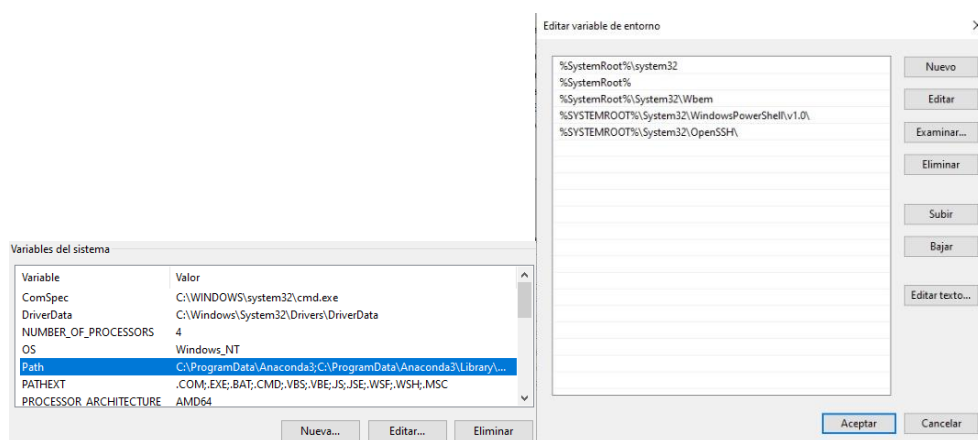 Variables del sistema
Variable Valor
ComSpec C:\WINDOWS\system32\cmd.exe
DriverData C:\Windows\System32\Drivers\DriverData
NUMBER_OF_PROCESSORS 4
OS Windows_NT
Path C:\ProgramData\Anaconda3;C:\ProgramData\Anaconda3\Library\...
PATHEXT .COM;.EXE;.BAT;.CMD;.VBS;.VBE;.JS;.JSE;.WSF;.WSH;.MSC
PROCESSOR_ARCHITECTURE AMD64
Nueva... Editar... Eliminar
Editar variable de entorno
%SystemRoot%\system32
%SystemRoot%
%SystemRoot%\System32\Wbem
%SYSTEMROOT%\System32\WindowsPowerShell\v1.0\
%SYSTEMROOT%\System32\OpenSSH\
Nuevo
Editar
Examinar...
Eliminar
Subir
Bajar
Editar texto...
Aceptar Cancelar